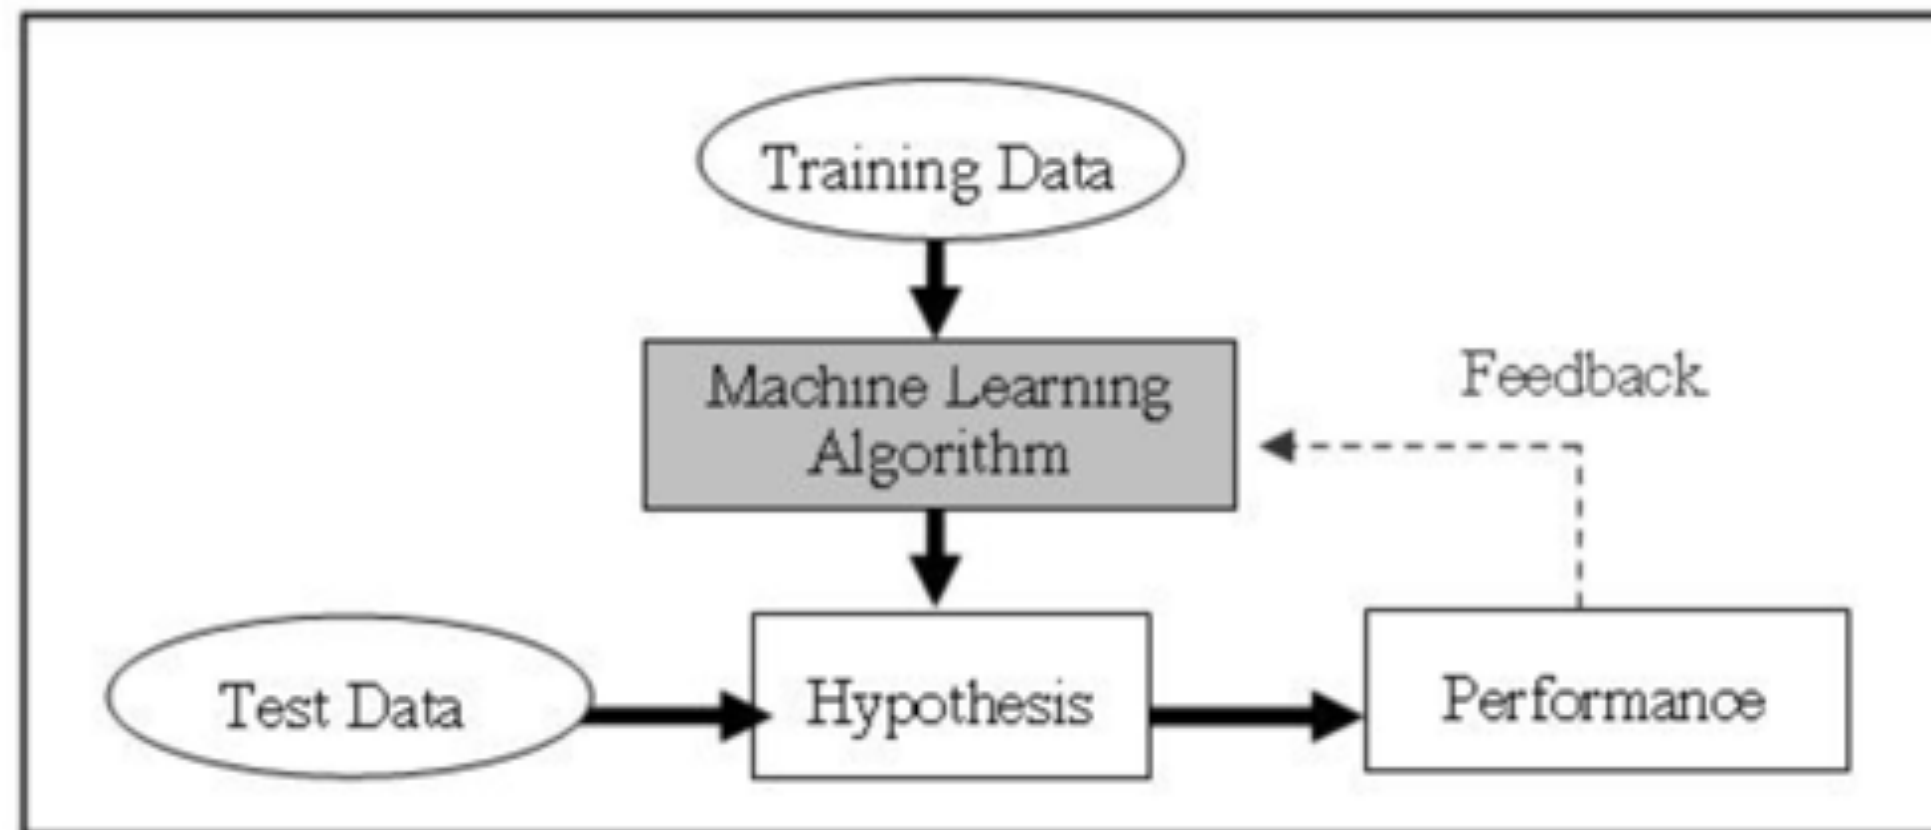 Training Data
Machine Learning
Algorithm
Feedback
Test Data
Hypothesis
Performance